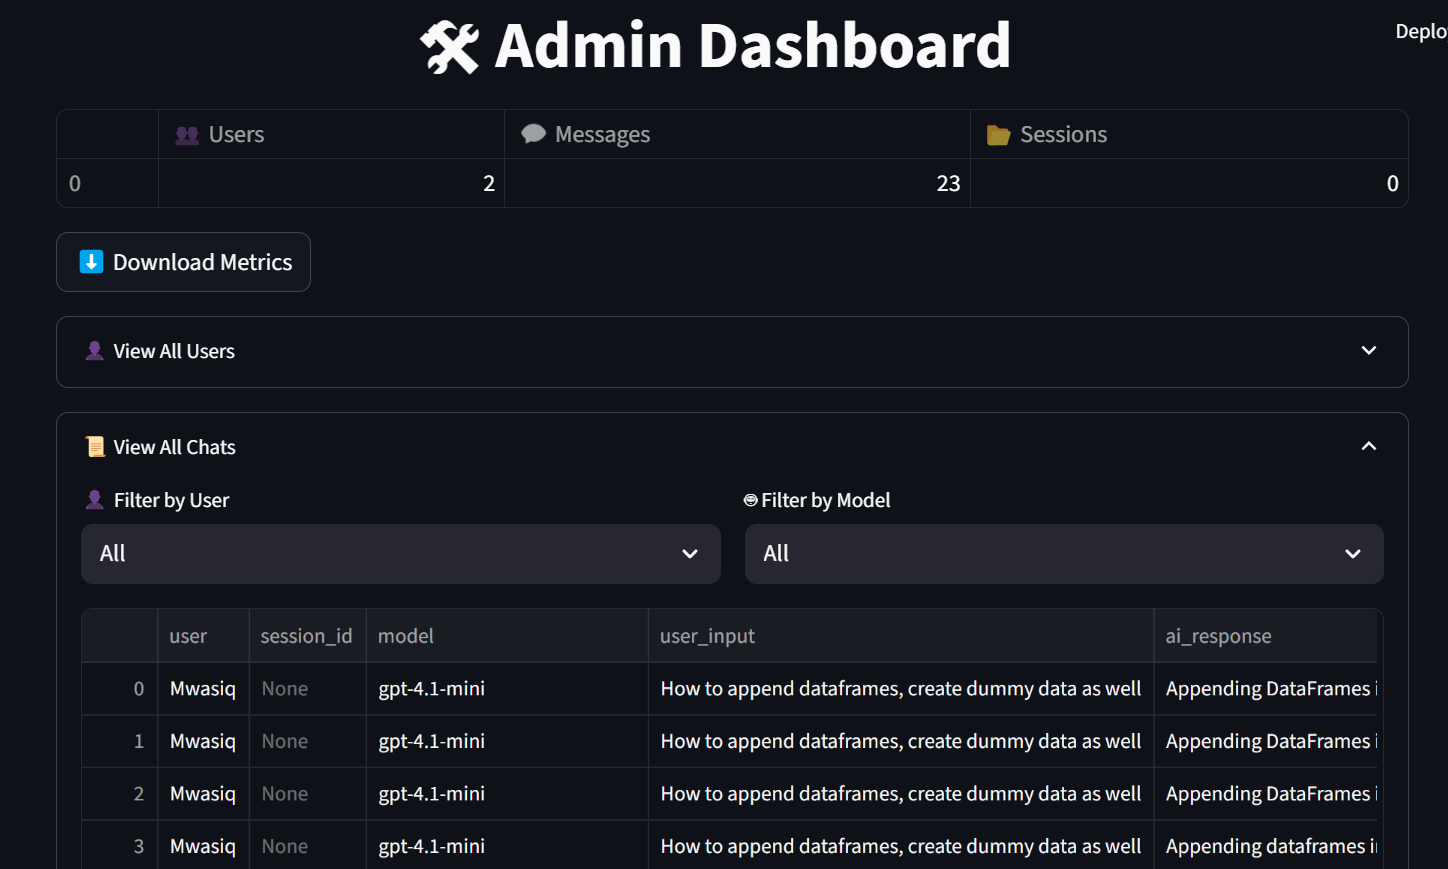 Admin Dashboard
Deplo
Users Messages Sessions
0 2 23 0
Download Metrics
View All Users
View All Chats
Filter by User Filter by Model
All All
user session_id model user_input ai_response
0 Mwasiq None gpt-4.1-mini How to append dataframes, create dummy data as well Appending DataFrames i
1 Mwasiq None gpt-4.1-mini How to append dataframes, create dummy data as well Appending DataFrames i
2 Mwasiq None gpt-4.1-mini How to append dataframes, create dummy data as well Appending DataFrames i
3 Mwasiq None gpt-4.1-mini How to append dataframes, create dummy data as well Appending dataframes i